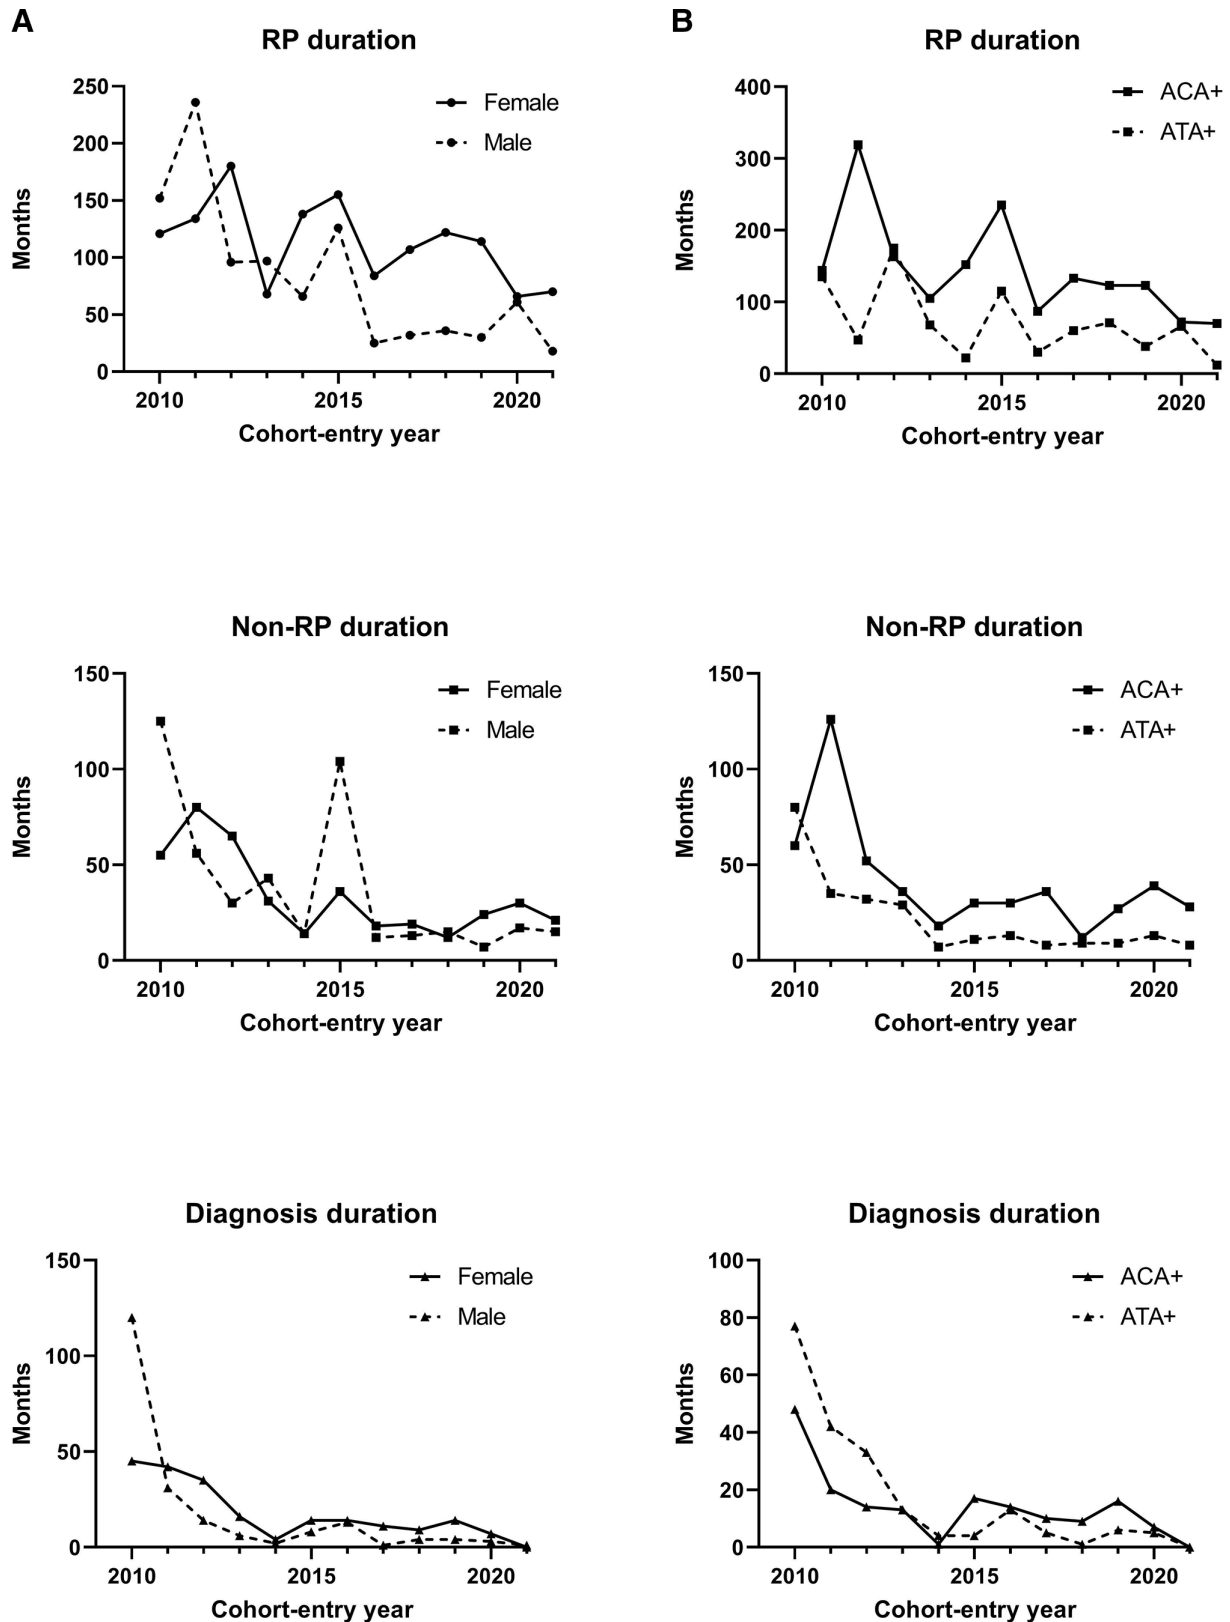 A
RP duration
250
200
150
100
50
0
Months
2010
2015
2020
Cohort-entry year
Female
Male
B
RP duration
400
300
200
100
0
Months
2010
2015
2020
Cohort-entry year
ACA+
ATA+
Non-RP duration
150
100
50
0
Months
2010
2015
2020
Cohort-entry year
Female
Male
Non-RP duration
150
100
50
0
Months
2010
2015
2020
Cohort-entry year
ACA+
ATA+
Diagnosis duration
150
100
50
0
Months
2010
2015
2020
Cohort-entry year
Female
Male
Diagnosis duration
100
80
60
40
20
0
Months
2010
2015
2020
Cohort-entry year
ACA+
ATA+